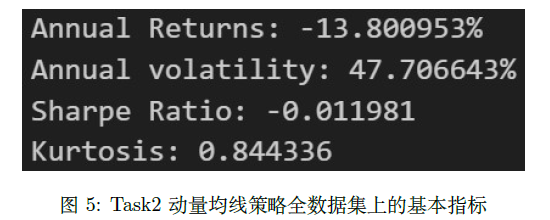 Annual Returns: -13.800953%
Annual volatility: 47.706643%
Sharpe Ratio: -0.011981
Kurtosis: 0.844336
图 5: Task2 动量均线策略全数据集上的基本指标